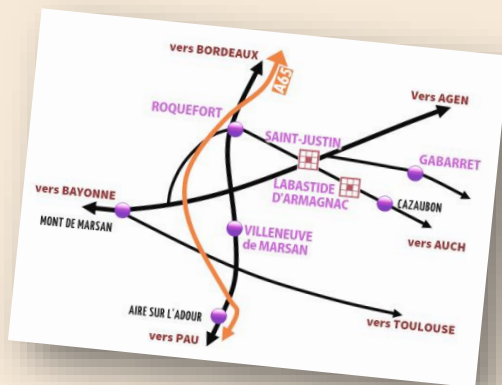 vers BORDEAUX
A65
Vers AGEN
ROQUEFORT
SAINT-JUSTIN
GABARRET
LABASTIDE
D'ARMAGNAC
CAZAUBON
vers BAYONNE
MONT DE MARSAN
VILLENEUVE
de MARSAN
vers AUCH
AIRE SUR L'ADOUR
vers PAU
vers TOULOUSE